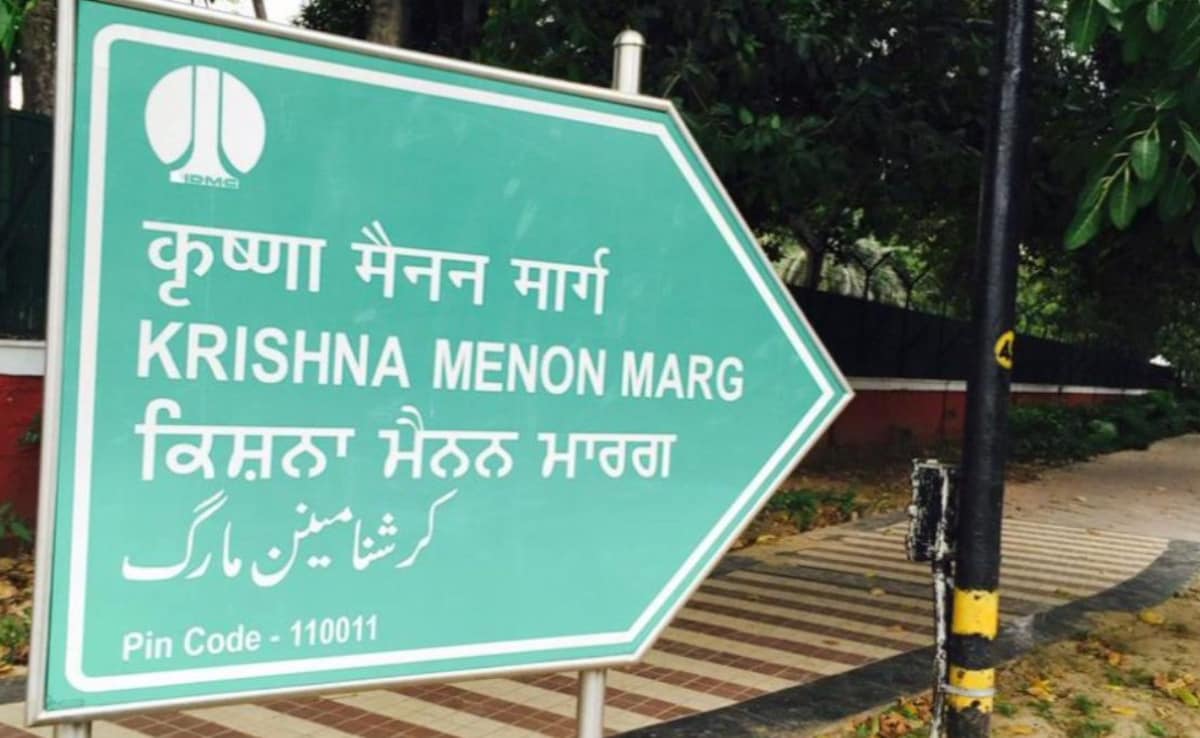 NDMC
कृष्णा मैनन मार्ग
KRISHNA MENON MARG
ਕਿਸ਼ਨਾ ਮੈਨਨ ਮਾਰਗ
کرشنا مینن مارگ
Pin Code - 110011